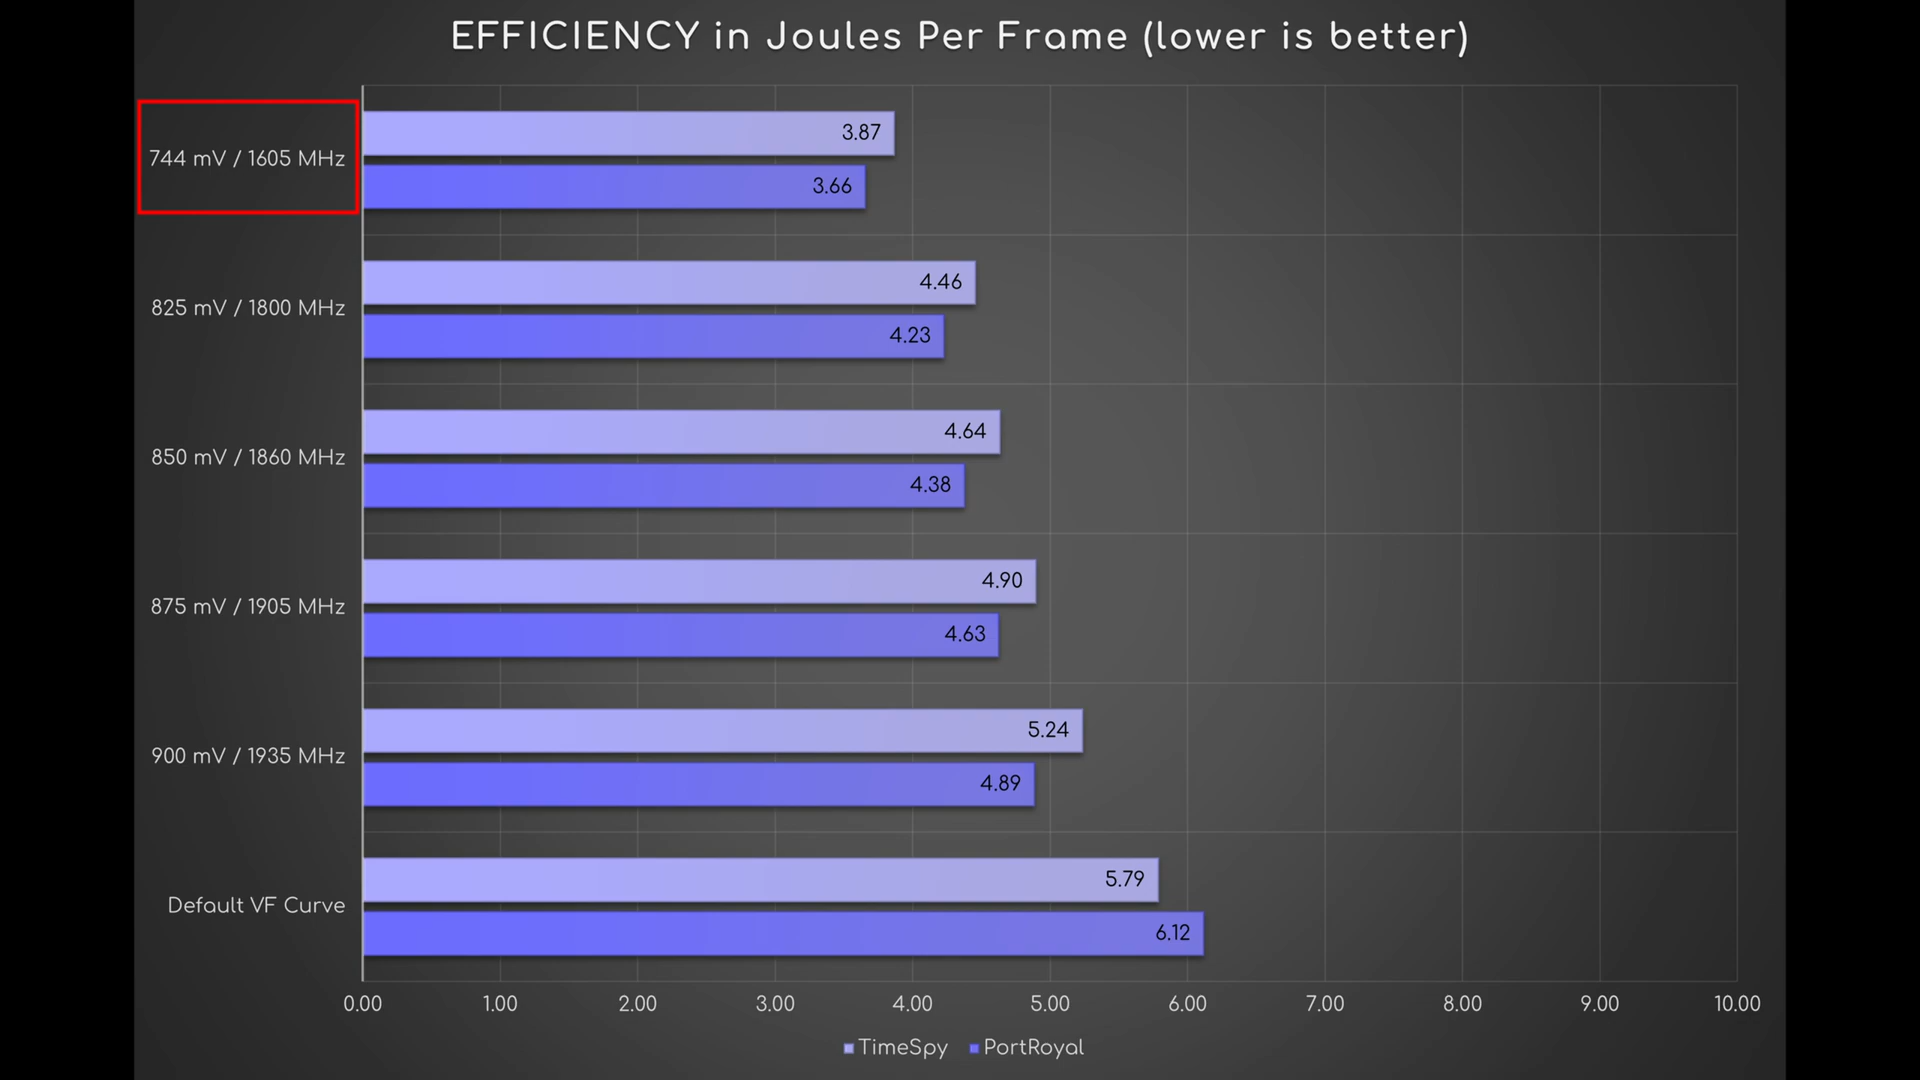 EFFICIENCY in Joules Per Frame (lower is better)
744 mV / 1605 MHz
3.87
3.66
825 mV / 1800 MHz
4.46
4.23
850 mV / 1860 MHz
4.64
4.38
875 mV / 1905 MHz
4.90
4.63
900 mV / 1935 MHz
5.24
4.89
Default VF Curve
5.79
6.12
0.00 1.00 2.00 3.00 4.00 5.00 6.00 7.00 8.00 9.00 10.00
TimeSpy PortRoyal